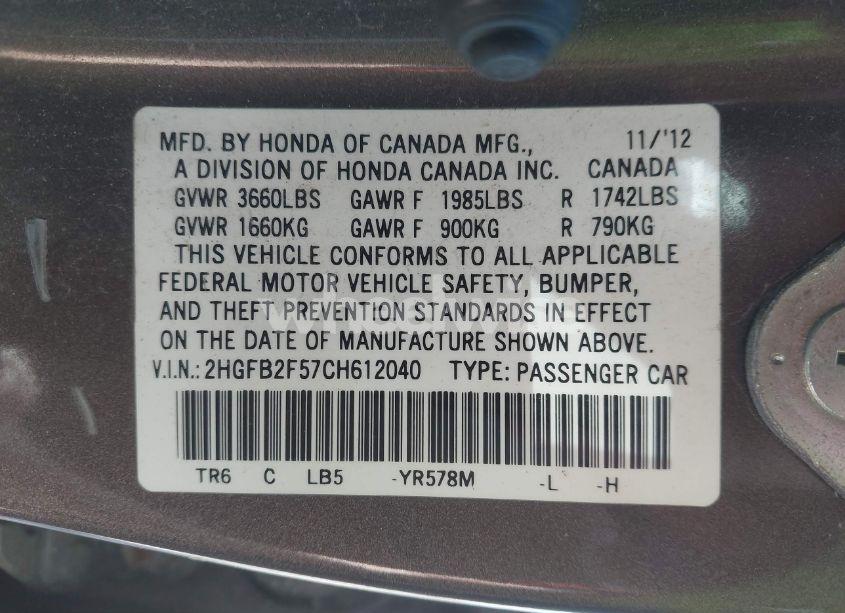 MFD. BY HONDA OF CANADA MFG., 11/'12
A DIVISION OF HONDA CANADA INC. CANADA
GVWR 3660LBS GAWR F 1985LBS R 1742LBS
GVWR 1660KG GAWR F 900KG R 790KG
THIS VEHICLE CONFORMS TO ALL APPLICABLE
FEDERAL MOTOR VEHICLE SAFETY, BUMPER,
AND THEFT PREVENTION STANDARDS IN EFFECT
ON THE DATE OF MANUFACTURE SHOWN ABOVE.
V.I.N.: 2HGFB2F57CH612040 TYPE: PASSENGER CAR
TR6 C LB5 -YR578M -L -H